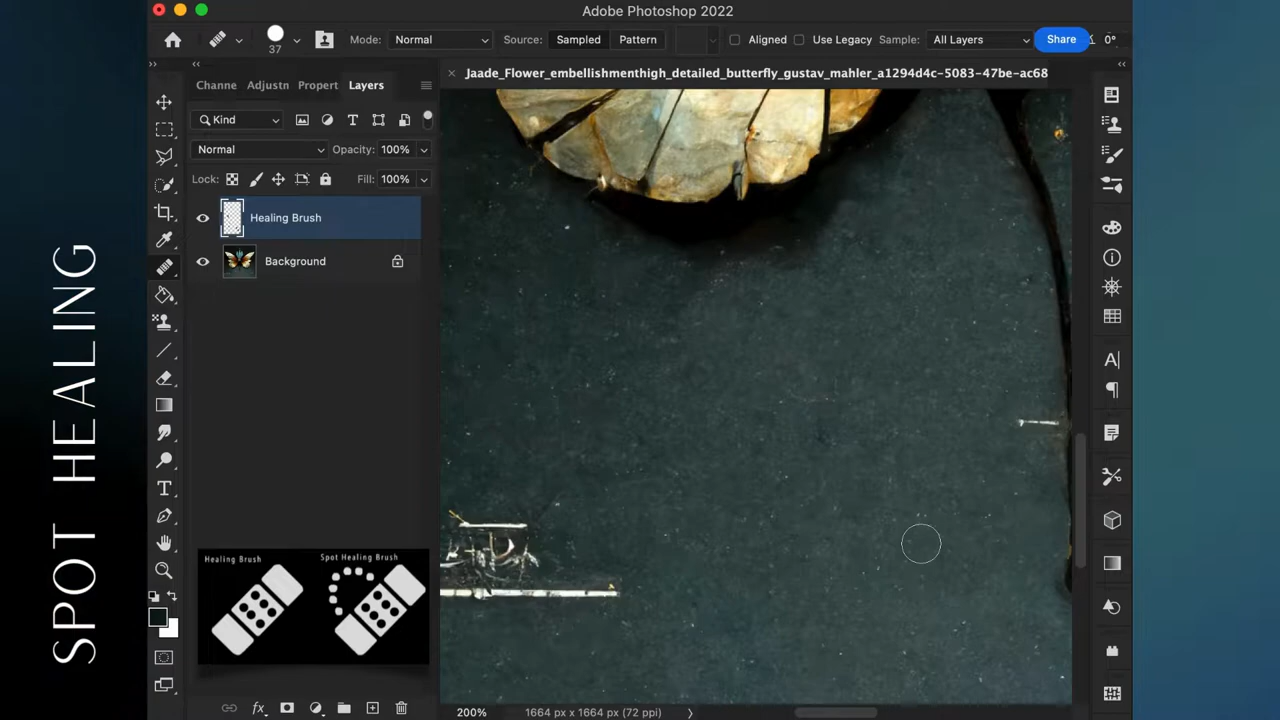 SPOT HEALING
Adobe Photoshop 2022
37
Mode: Normal
Source: Sampled Pattern
Aligned
Use Legacy
Sample: All Layers
Share
0°
Jaade_Flower_embellishmenthigh_detailed_butterfly_gustav_mahler_a1294d4c-5083-47be-ac68
Channe Adjustn Propert Layers
Kind
Normal Opacity: 100%
Lock: Fill: 100%
Healing Brush
Background
Healing Brush Spot Healing Brush
fx
200% 1664 px x 1664 px (72 ppi)